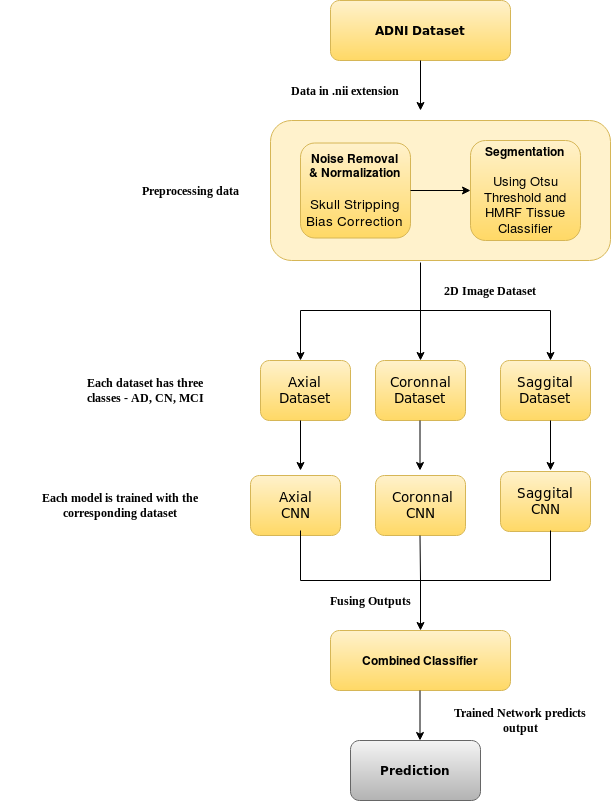 ADNI Dataset
Data in .nii extension
Preprocessing data
Noise Removal
& Normalization
Skull Stripping
Bias Correction
Segmentation
Using Otsu
Threshold and
HMRF Tissue
Classifier
2D Image Dataset
Each dataset has three
classes - AD, CN, MCI
Axial
Dataset
Coronnal
Dataset
Saggital
Dataset
Each model is trained with the
corresponding dataset
Axial
CNN
Coronnal
CNN
Saggital
CNN
Fusing Outputs
Combined Classifier
Trained Network predicts
output
Prediction